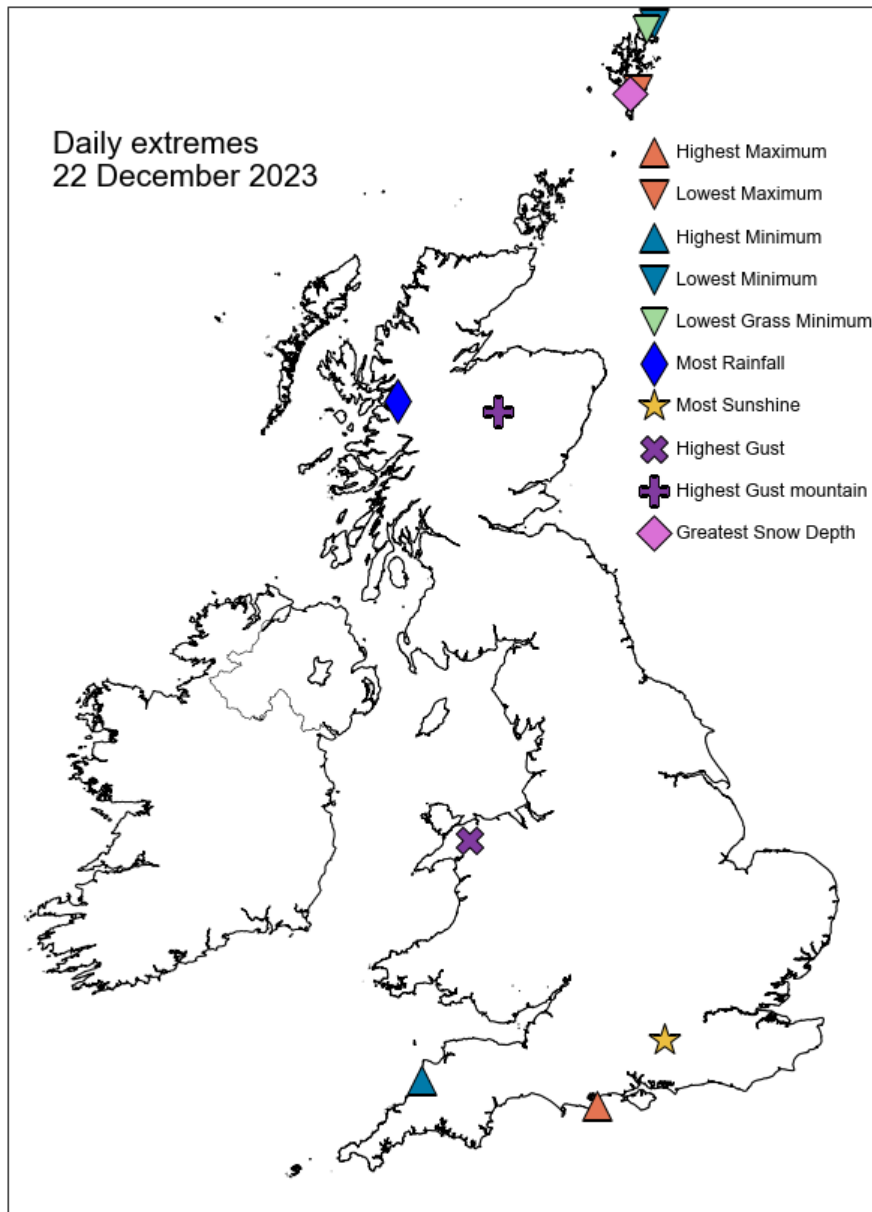 Daily extremes
22 December 2023
Highest Maximum
Lowest Maximum
Highest Minimum
Lowest Minimum
Lowest Grass Minimum
Most Rainfall
Most Sunshine
Highest Gust
Highest Gust mountain
Greatest Snow Depth